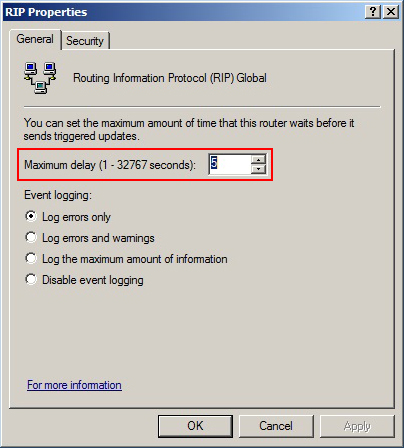 RIP Properties
General
Security
Routing Information Protocol (RIP) Global
You can set the maximum amount of time that this router waits before it
sends triggered updates.
Maximum delay (1 - 32767 seconds): 5
Event logging:
Log errors only
Log errors and warnings
Log the maximum amount of information
Disable event logging
For more information
OK
Cancel
Apply